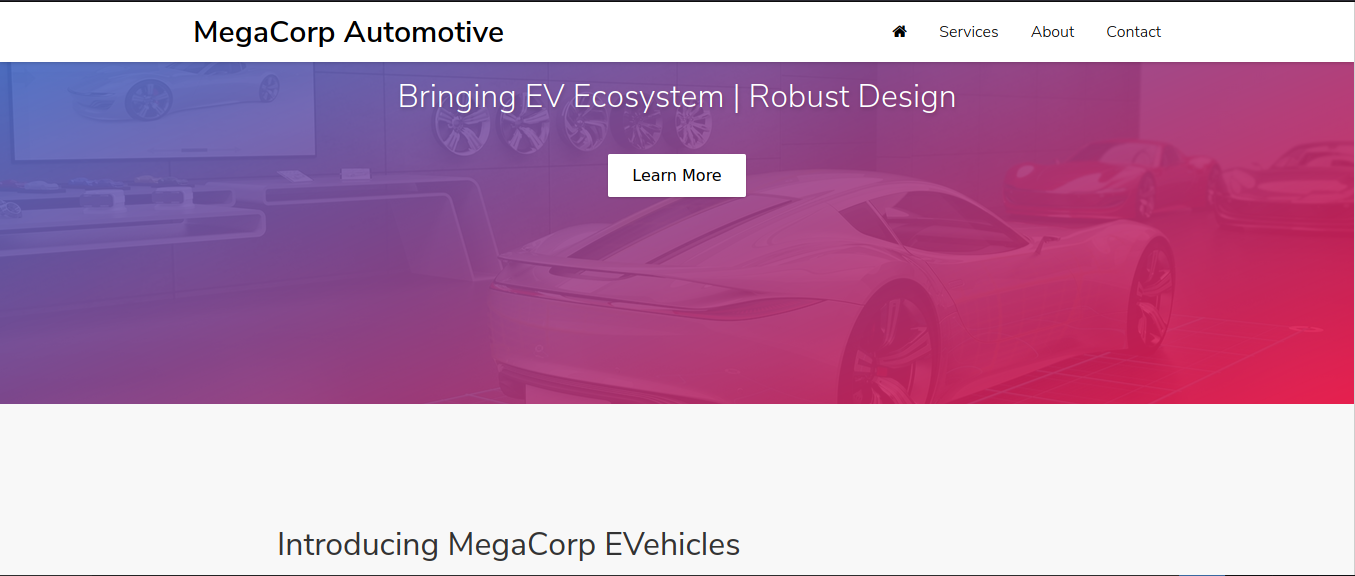 MegaCorp Automotive
Services About Contact
Bringing EV Ecosystem | Robust Design
Learn More
Introducing MegaCorp EVehicles